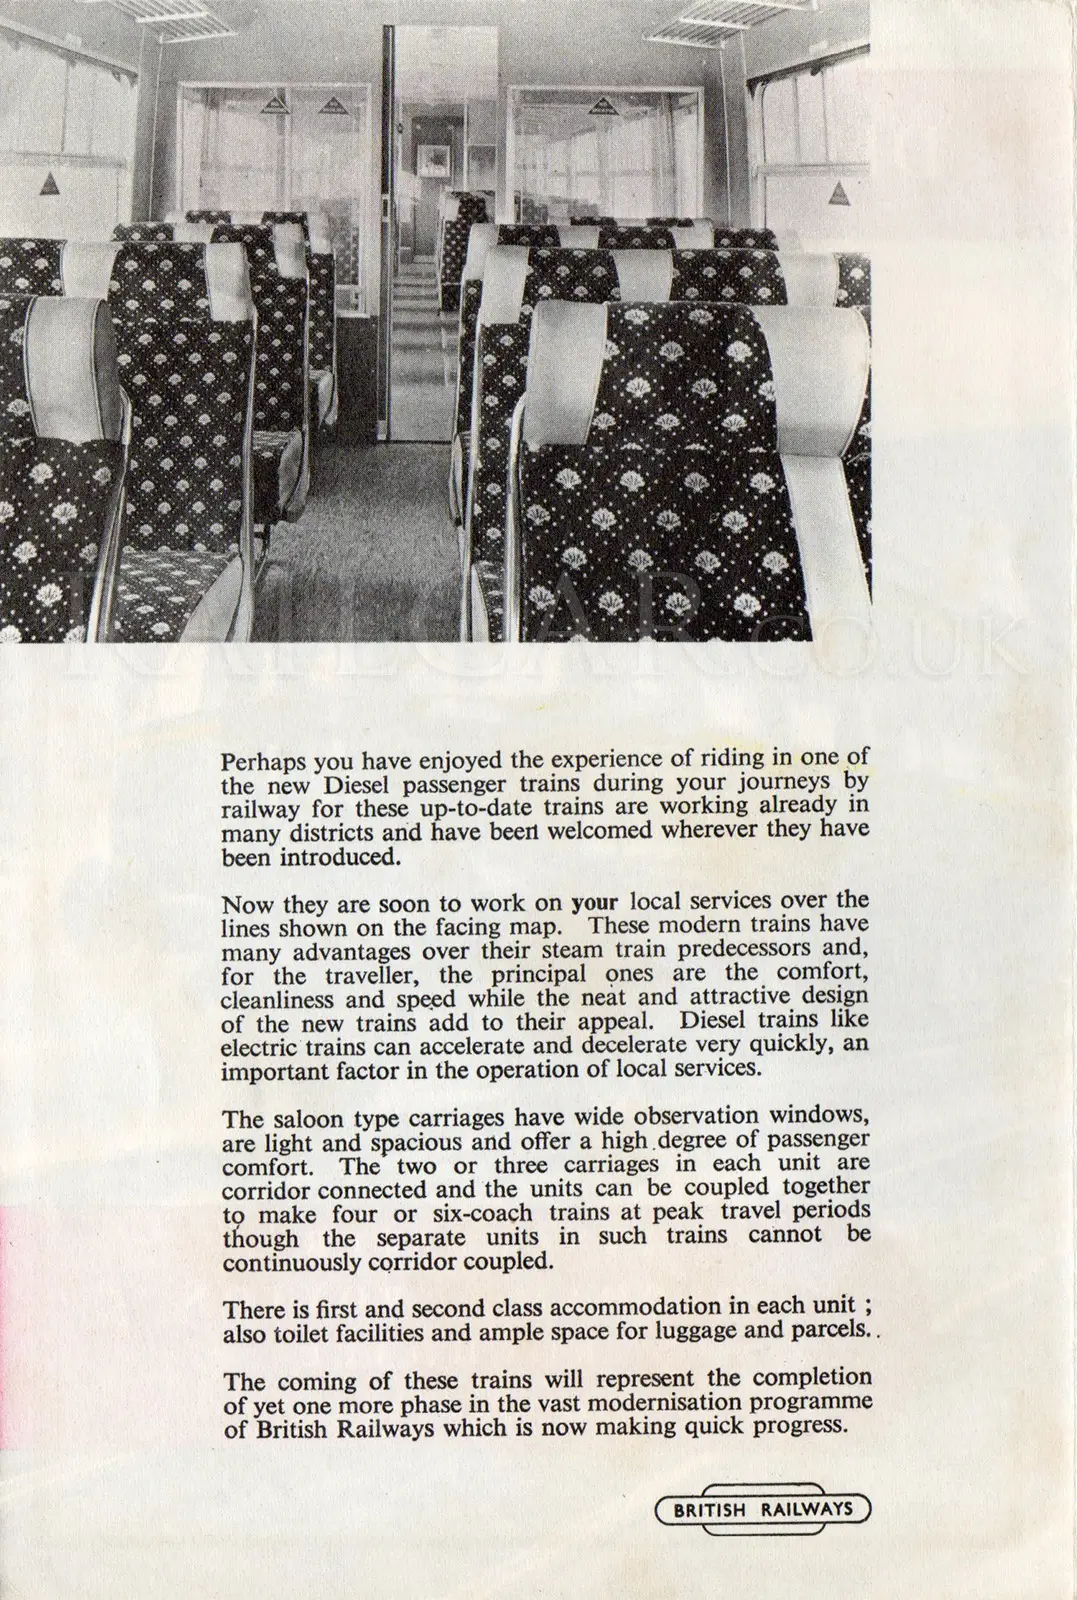 RAILCAR.CO.UK
Perhaps you have enjoyed the experience of riding in one of
the new Diesel passenger trains during your journeys by
railway for these up-to-date trains are working already in
many districts and have been welcomed wherever they have
been introduced.
Now they are soon to work on your local services over the
lines shown on the facing map. These modern trains have
many advantages over their steam train predecessors and,
for the traveller, the principal ones are the comfort,
cleanliness and speed while the neat and attractive design
of the new trains add to their appeal. Diesel trains like
electric trains can accelerate and decelerate very quickly, an
important factor in the operation of local services.
The saloon type carriages have wide observation windows,
are light and spacious and offer a high degree of passenger
comfort. The two or three carriages in each unit are
corridor connected and the units can be coupled together
to make four or six-coach trains at peak travel periods
though the separate units in such trains cannot be
continuously corridor coupled.
There is first and second class accommodation in each unit ;
also toilet facilities and ample space for luggage and parcels.
The coming of these trains will represent the completion
of yet one more phase in the vast modernisation programme
of British Railways which is now making quick progress.
BRITISH RAILWAYS